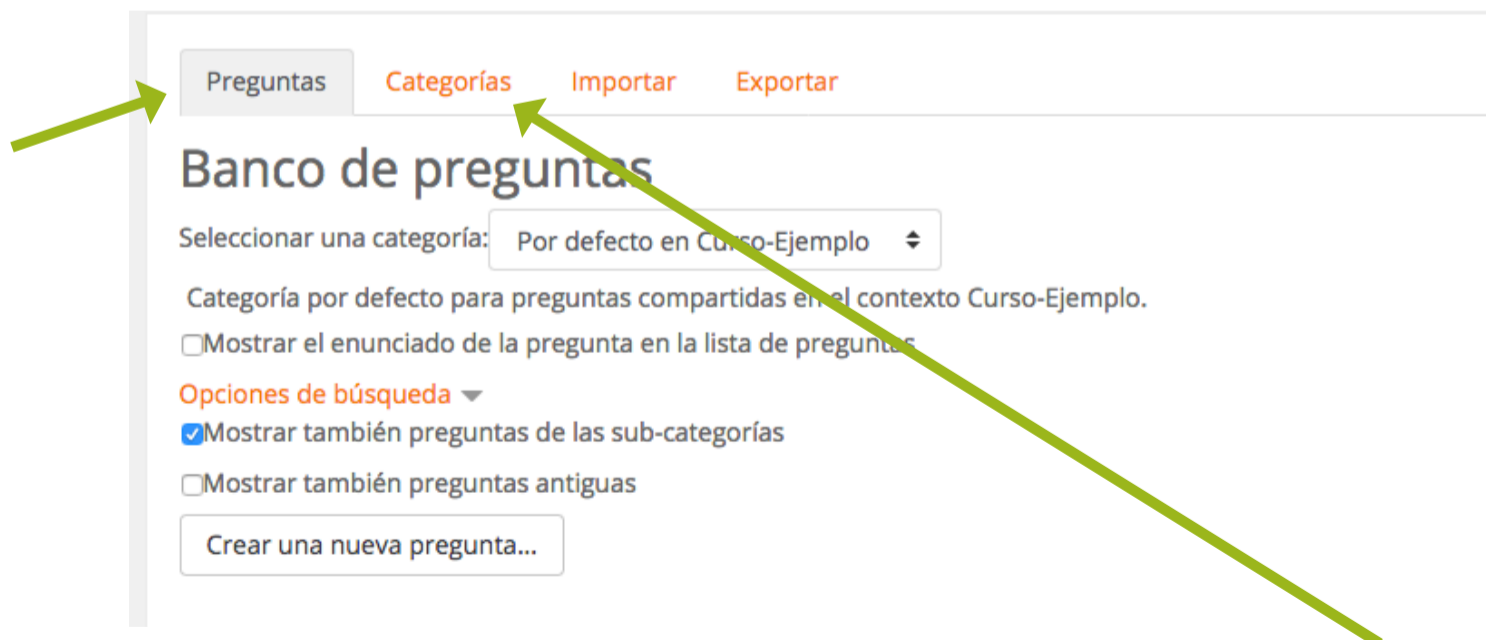 Preguntas Categorías Importar Exportar
Banco de preguntas
Seleccionar una categoría: Por defecto en Curso-Ejemplo
Categoría por defecto para preguntas compartidas en el contexto Curso-Ejemplo.
Mostrar el enunciado de la pregunta en la lista de preguntas
Opciones de búsqueda
Mostrar también preguntas de las sub-categorías
Mostrar también preguntas antiguas
Crear una nueva pregunta...